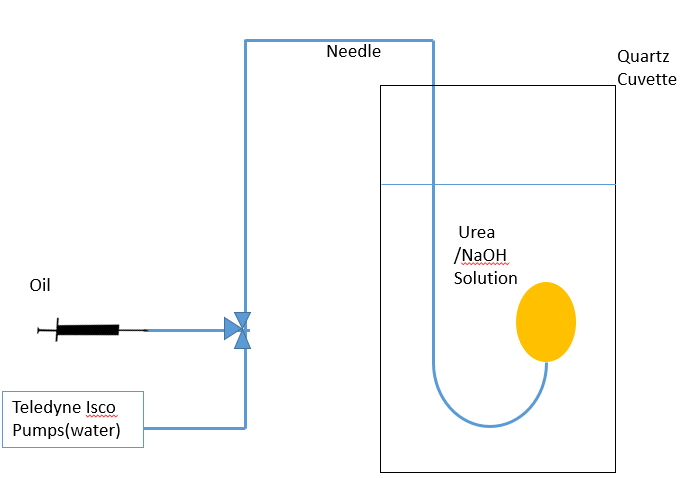 Needle
Quartz
Cuvette
Urea
/NaOH
Solution
Oil
Teledyne Isco
Pumps(water)